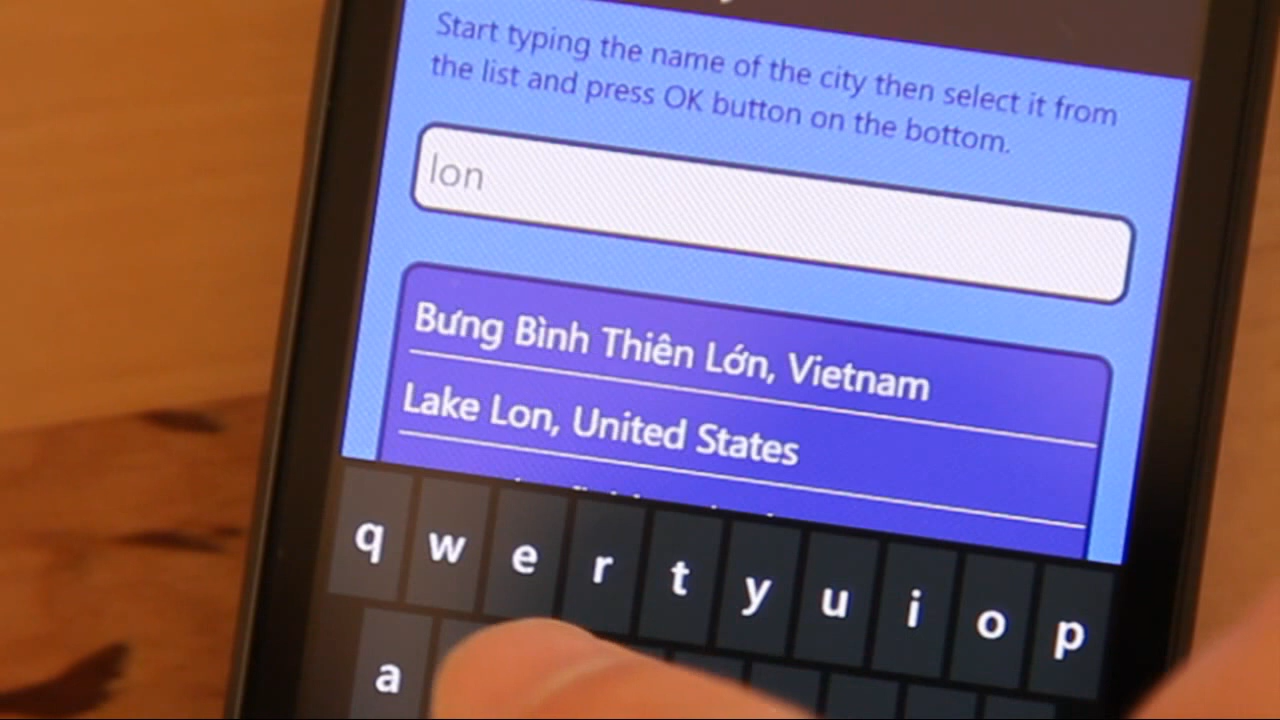 Start typing the name of the city then select it from
the list and press OK button on the bottom.
lon
Bưng Bình Thiên Lớn, Vietnam
Lake Lon, United States
q w e r t y u i o p
a